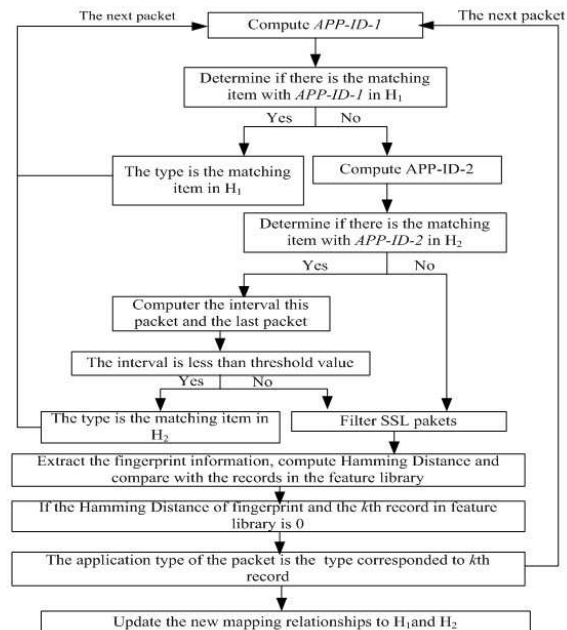 The next packet
Compute APP-ID-1
The next packet
Determine if there is the matching
item with APP-ID-1 in H₁
Yes
No
The type is the matching
item in H₁
Compute APP-ID-2
Determine if there is the matching
item with APP-ID-2 in H₂
Yes
No
Computer the interval this
packet and the last packet
The interval is less than threshold value
Yes
No
The type is the matching item in
H₂
Filter SSL pakets
Extract the fingerprint information, compute Hamming Distance and
compare with the records in the feature library
If the Hamming Distance of fingerprint and the kth record in feature
library is 0
The application type of the packet is the type corresponded to kth
record
Update the new mapping relationships to H₁and H₂